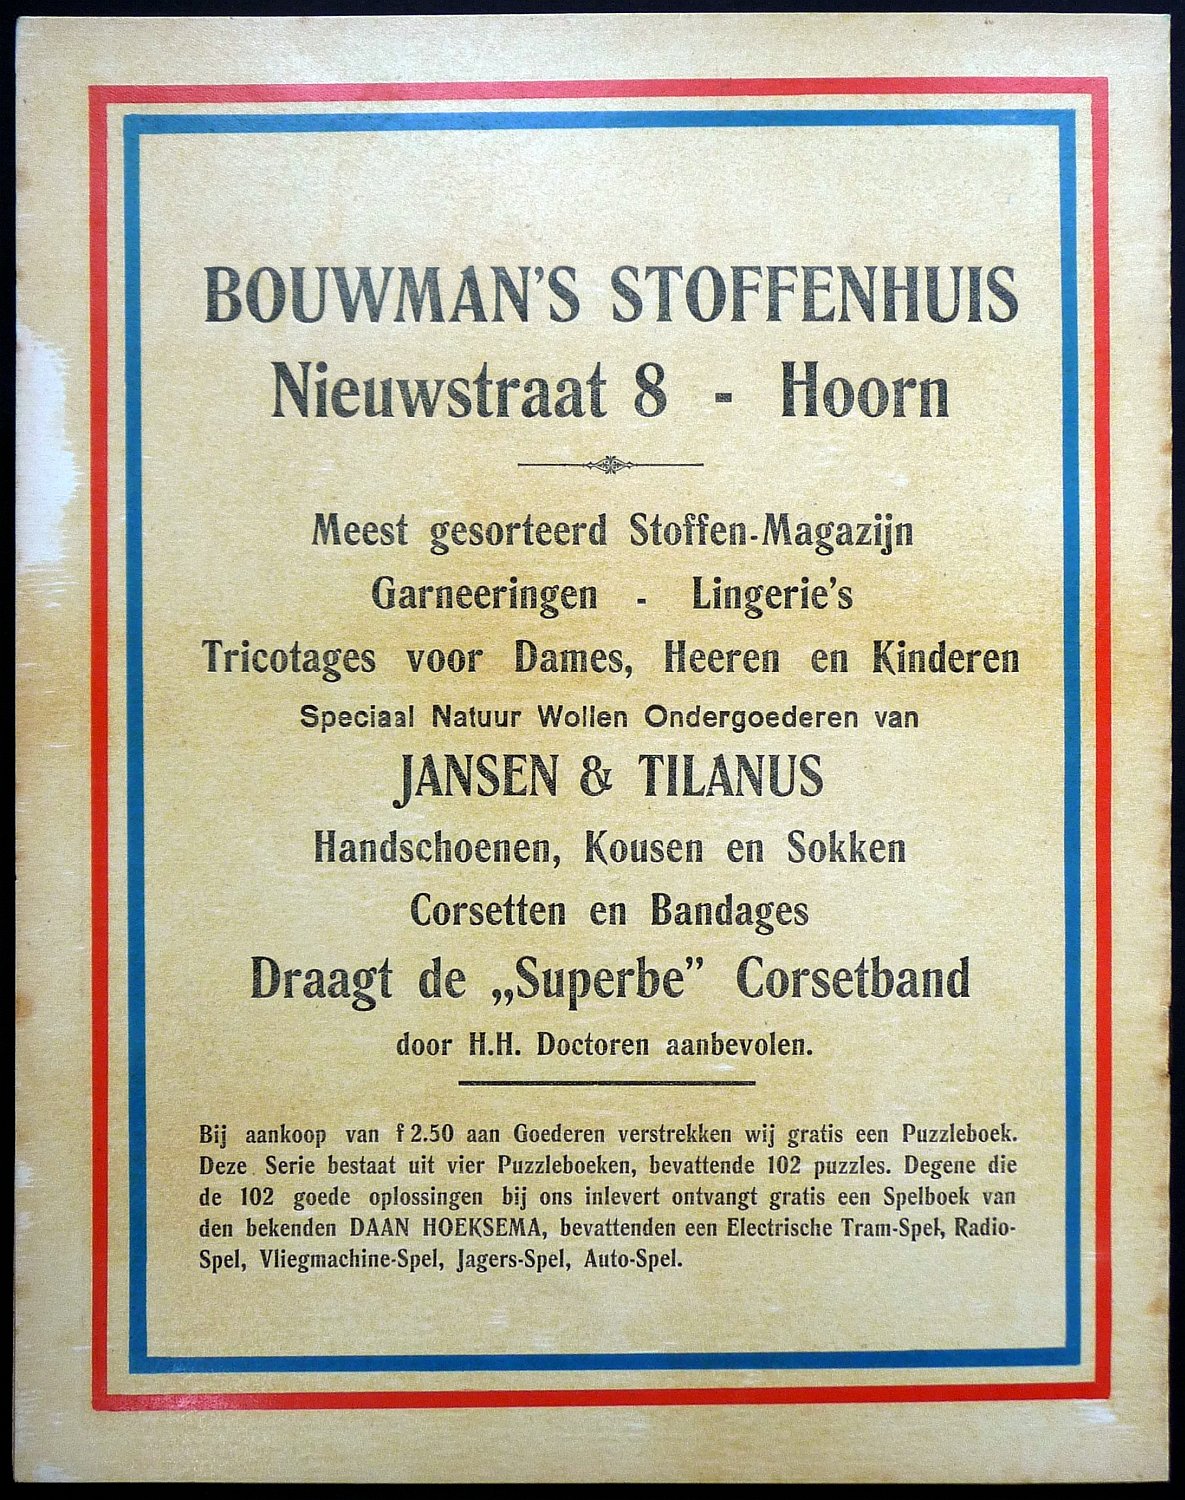 BOUWMAN'S STOFFENHUIS
Nieuwstraat 8 - Hoorn
Meest gesorteerd Stoffen-Magazijn
Garneeringen - Lingerie's
Tricotages voor Dames, Heeren en Kinderen
Speciaal Natuur Wollen Ondergoederen van
JANSEN & TILANUS
Handschoenen, Kousen en Sokken
Corsetten en Bandages
Draagt de „Superbe” Corsetband
door H.H. Doctoren aanbevolen.
Bij aankoop van f 2.50 aan Goederen verstrekken wij gratis een Puzzleboek.
Deze Serie bestaat uit vier Puzzleboeken, bevattende 102 puzzles. Degene die
de 102 goede oplossingen bij ons inlevert ontvangt gratis een Spelboek van
den bekenden DAAN HOEKSEMA, bevattenden een Electrische Tram-Spel, Radio-
Spel, Vliegmachine-Spel, Jagers-Spel, Auto-Spel.